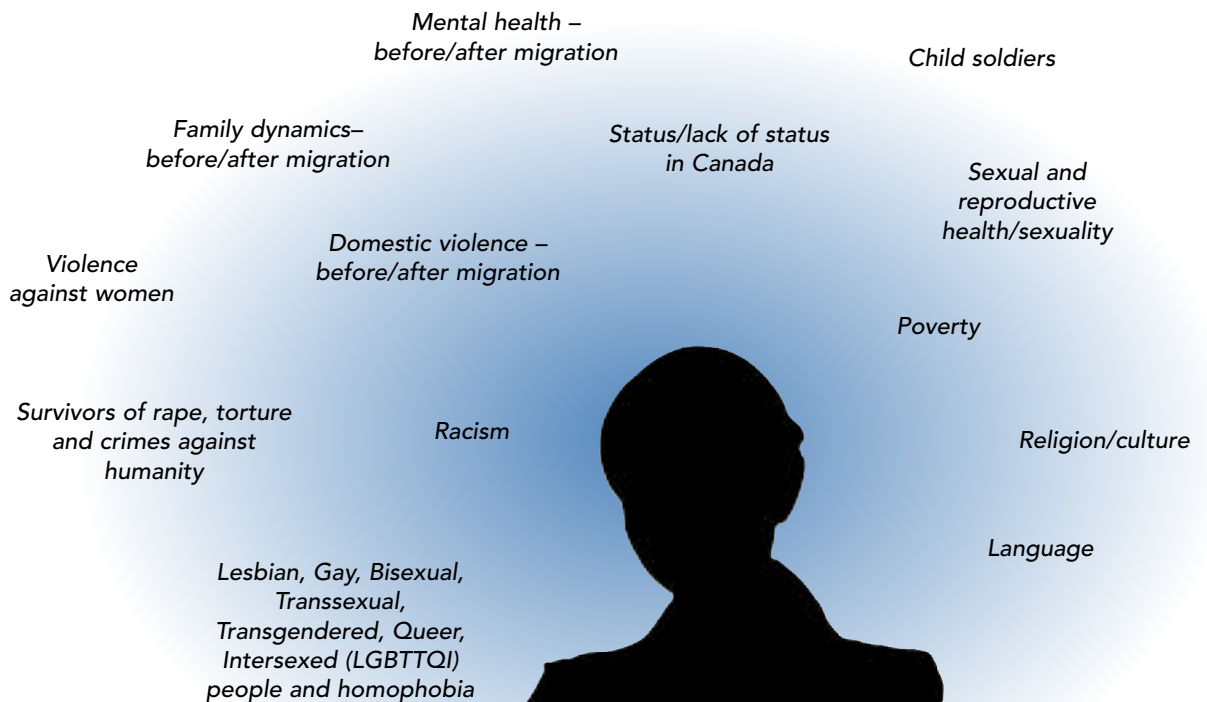 Mental health –
before/after migration
Child soldiers
Family dynamics–
before/after migration
Status/lack of status
in Canada
Sexual and
reproductive
health/sexuality
Domestic violence –
before/after migration
Violence
against women
Poverty
Survivors of rape, torture
and crimes against
humanity
Racism
Religion/culture
Language
Lesbian, Gay, Bisexual,
Transsexual,
Transgendered, Queer,
Intersexed (LGBTTQI)
people and homophobia